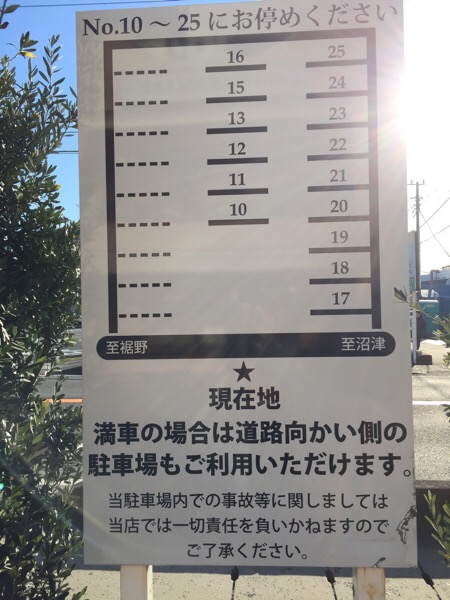 No.10 ～ 25 にお停めください
16 25
15 24
13 23
12 22
11 21
10 20
19
18
17
至裾野 至沼津
★
現在地
満車の場合は道路向かい側の
駐車場もご利用いただけます。
当駐車場内での事故等に関しましては
当店では一切責任を負いかねますので
ご了承ください。